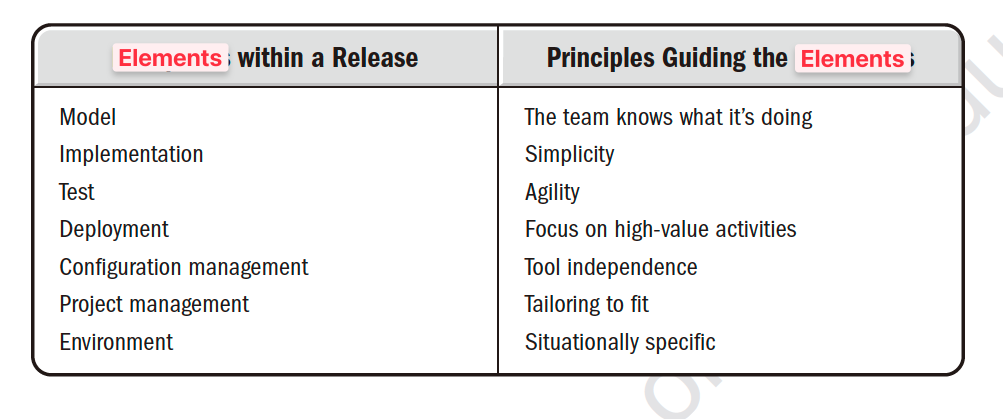 Elements within a Release
Principles Guiding the Elements
Model
The team knows what it’s doing
Implementation
Simplicity
Test
Agility
Deployment
Focus on high-value activities
Configuration management
Tool independence
Project management
Tailoring to fit
Environment
Situationally specific